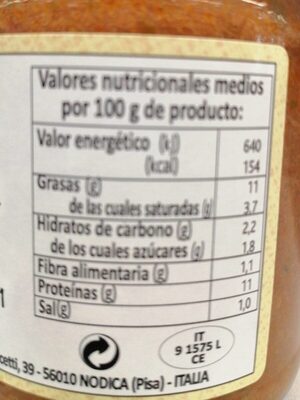 Valores nutricionales medios
por 100 g de producto:
Valor energético (kj) 640
(kcal) 154
Grasas (g) 11
de las cuales saturadas (g) 3,7
Hidratos de carbono (g) 2,2
de los cuales azúcares (g) 1,8
Fibra alimentaria (g) 1,1
Proteínas (g) 11
Sal (g) 1,0
IT
9 1575 L
CE
39 - 56010 NODICA (Pisa) - ITALIA